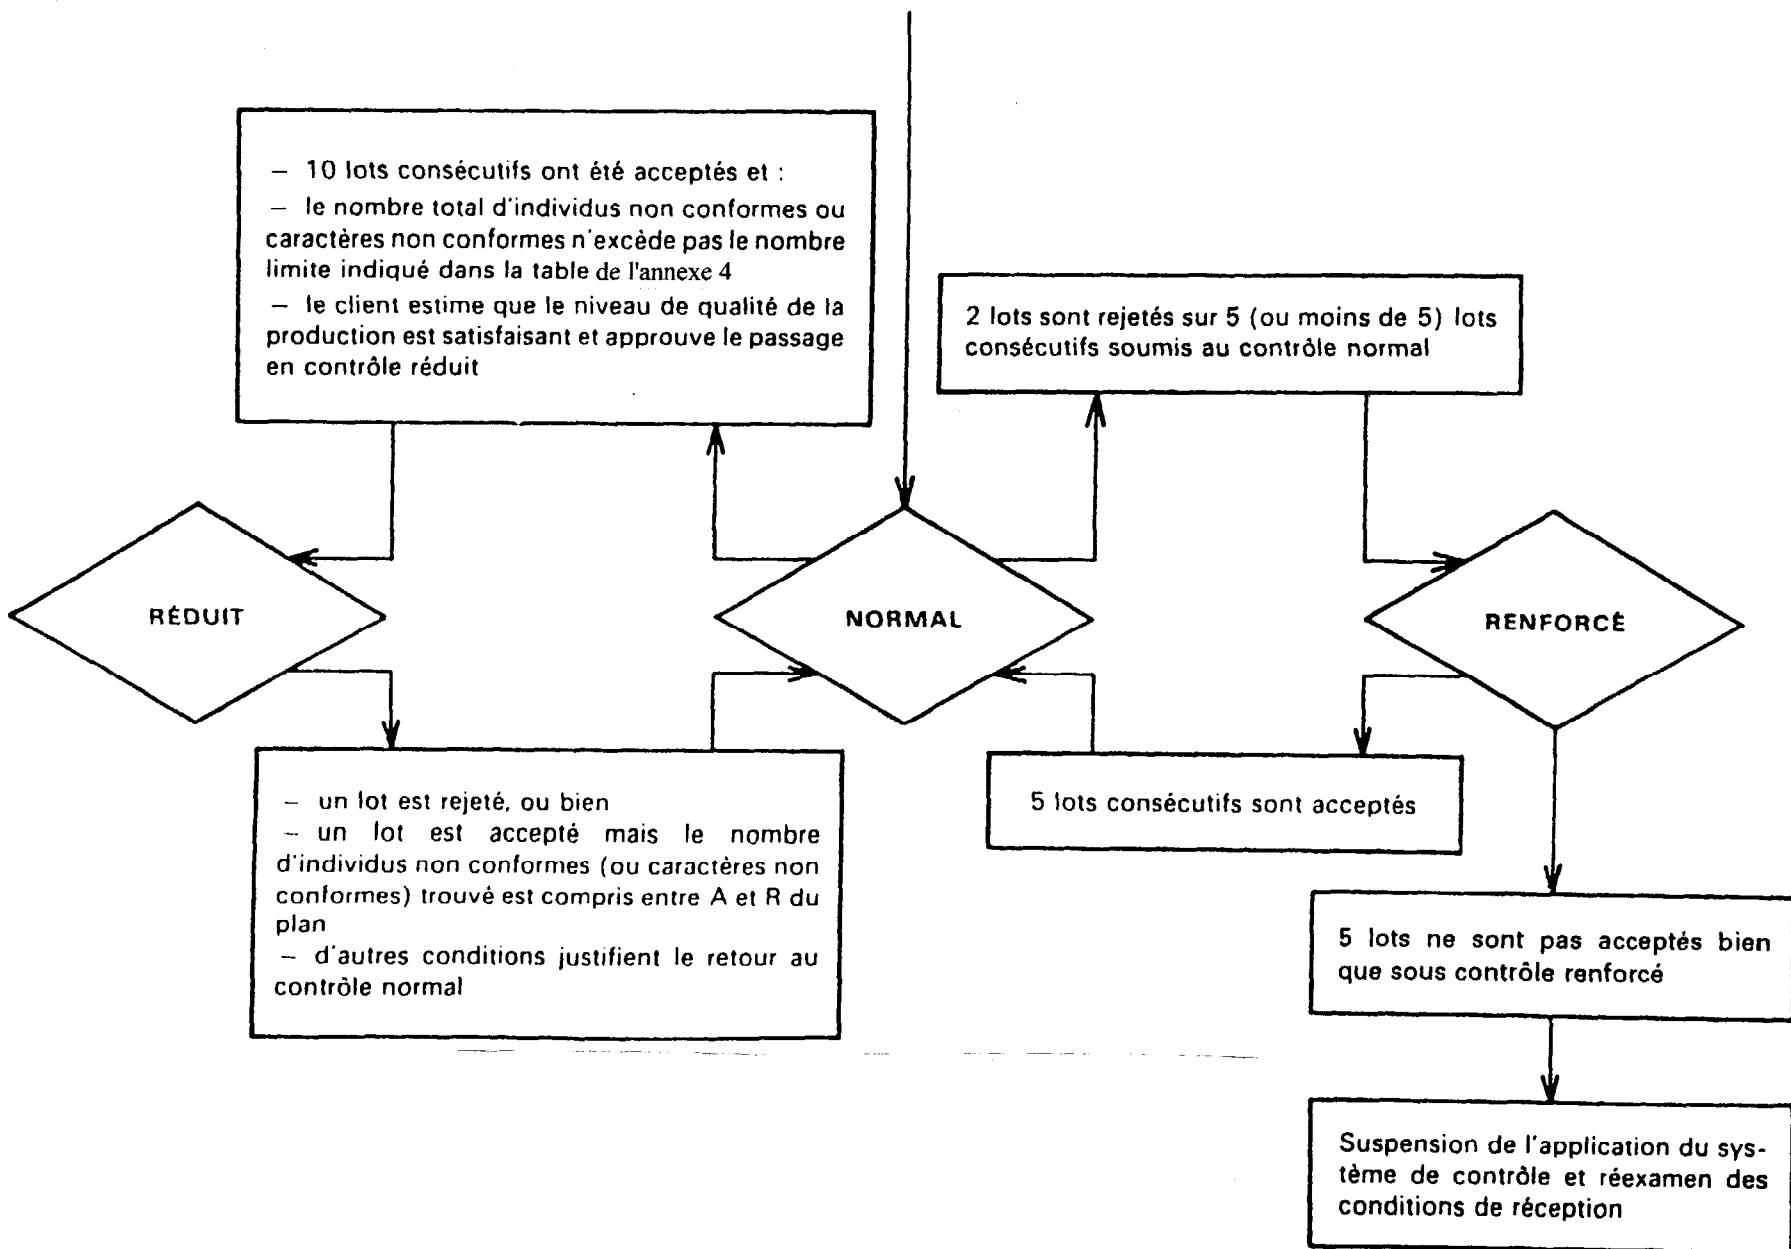 – 10 lots consécutifs ont été acceptés et :
– le nombre total d'individus non conformes ou
caractères non conformes n'excède pas le nombre
limite indiqué dans la table de l'annexe 4
– le client estime que le niveau de qualité de la
production est satisfaisant et approuve le passage
en contrôle réduit
2 lots sont rejetés sur 5 (ou moins de 5) lots
consécutifs soumis au contrôle normal
RÉDUIT
NORMAL
RENFORCÉ
– un lot est rejeté, ou bien
– un lot est accepté mais le nombre
d'individus non conformes (ou caractères non
conformes) trouvé est compris entre A et R du
plan
– d'autres conditions justifient le retour au
contrôle normal
5 lots consécutifs sont acceptés
5 lots ne sont pas acceptés bien
que sous contrôle renforcé
Suspension de l'application du sys-
tème de contrôle et réexamen des
conditions de réception